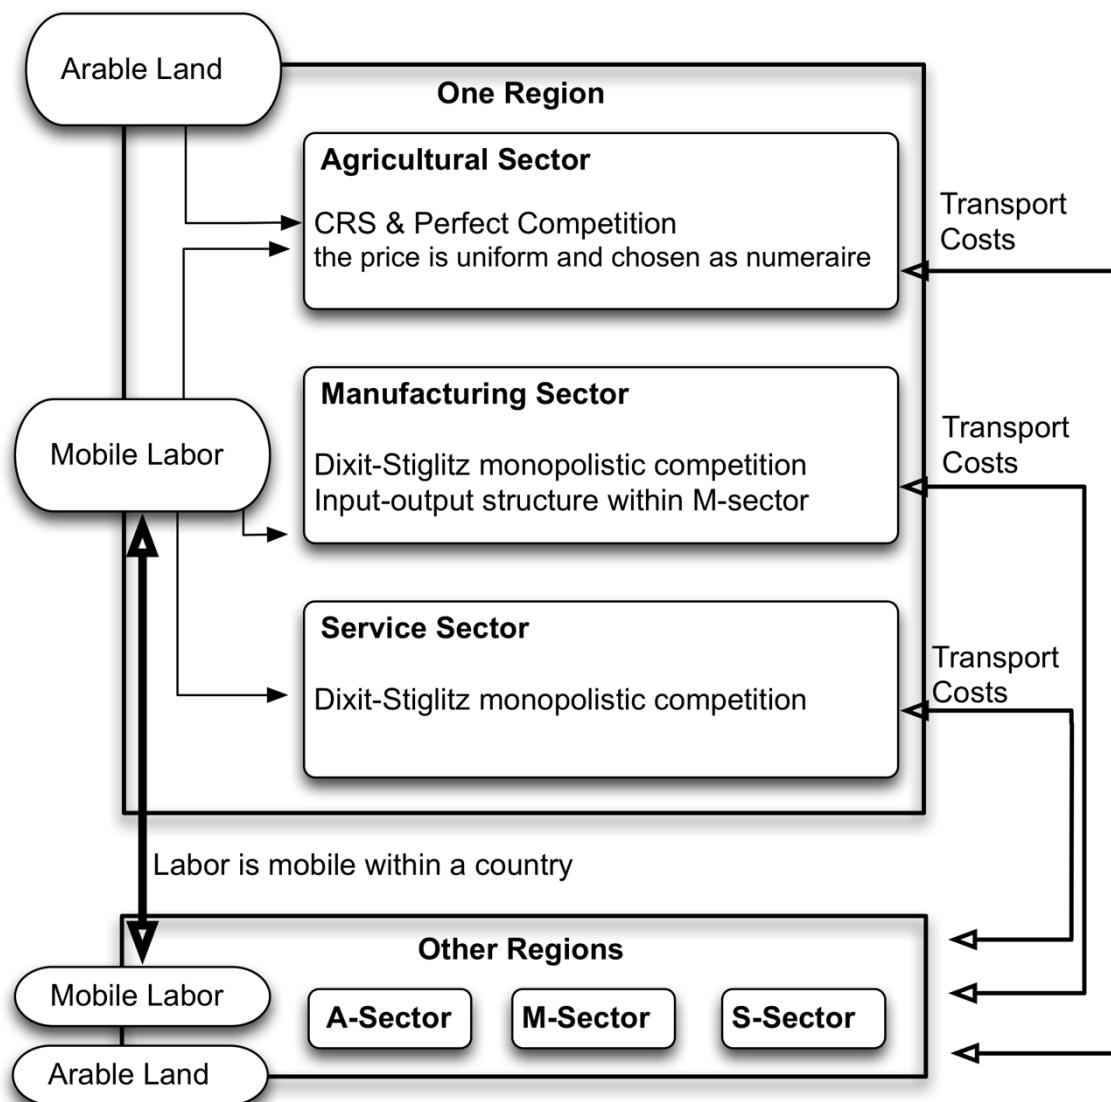 Arable Land
One Region
Agricultural Sector
CRS & Perfect Competition
the price is uniform and chosen as numeraire
Transport
Costs
Manufacturing Sector
Dixit-Stiglitz monopolistic competition
Input-output structure within M-sector
Transport
Costs
Mobile Labor
Service Sector
Dixit-Stiglitz monopolistic competition
Transport
Costs
Labor is mobile within a country
Other Regions
Mobile Labor
A-Sector
M-Sector
S-Sector
Arable Land